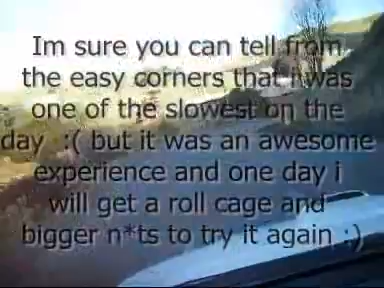 Im sure you can tell from
the easy corners that i was
one of the slowest on the
day :( but it was an awesome
experience and one day i
will get a roll cage and
bigger n*ts to try it again :)